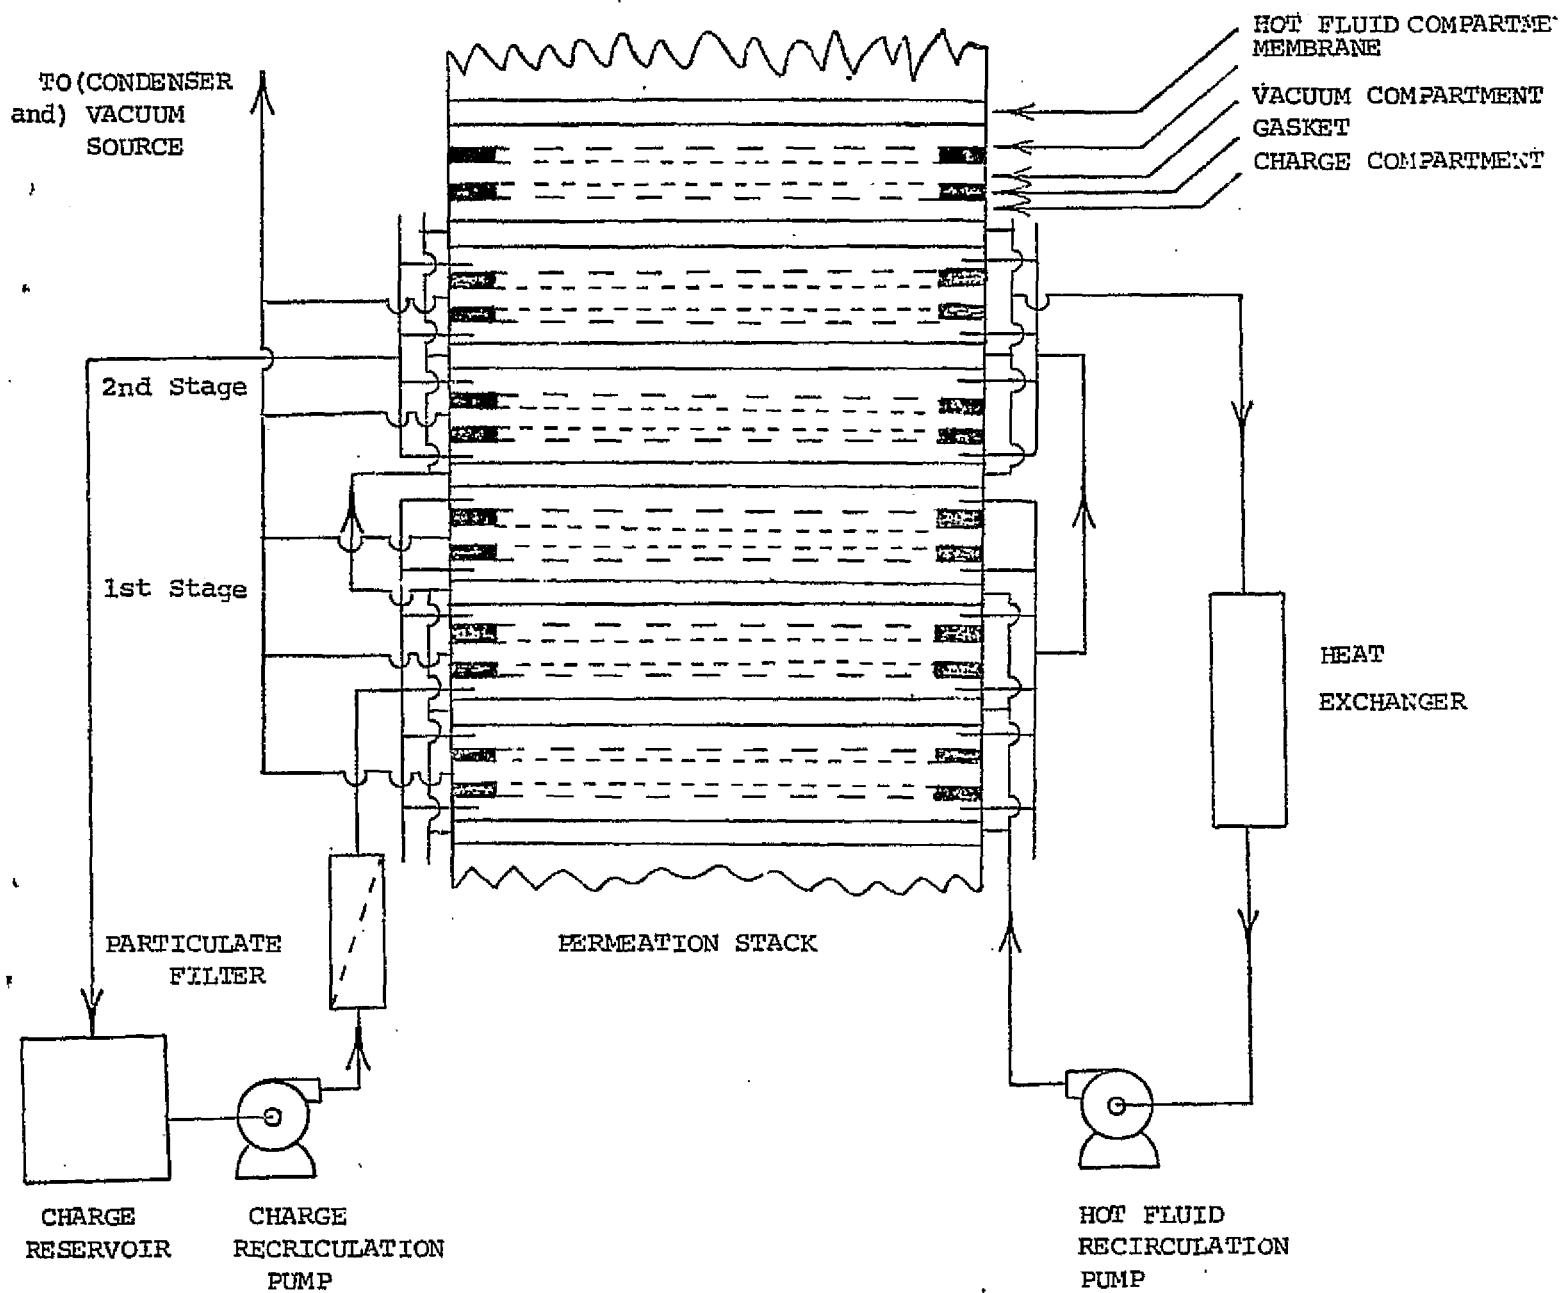 HOT FLUID COMPARTME
MEMBRANE
VACUUM COMPARTMENT
GASKET
CHARGE COMPARTMENT
TO (CONDENSER
and) VACUUM
SOURCE
2nd Stage
1st Stage
HEAT
EXCHANGER
PARTICULATE
FILTER
PERMEATION STACK
CHARGE
RESERVOIR
CHARGE
RECRICULATION
PUMP
HOT FLUID
RECIRCULATION
PUMP